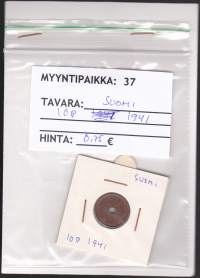 MYYNTIPAIKKA: 37
TAVARA: SUOMI
10P 1941
HINTA: 0,75 €
SUOMI
10P 1941